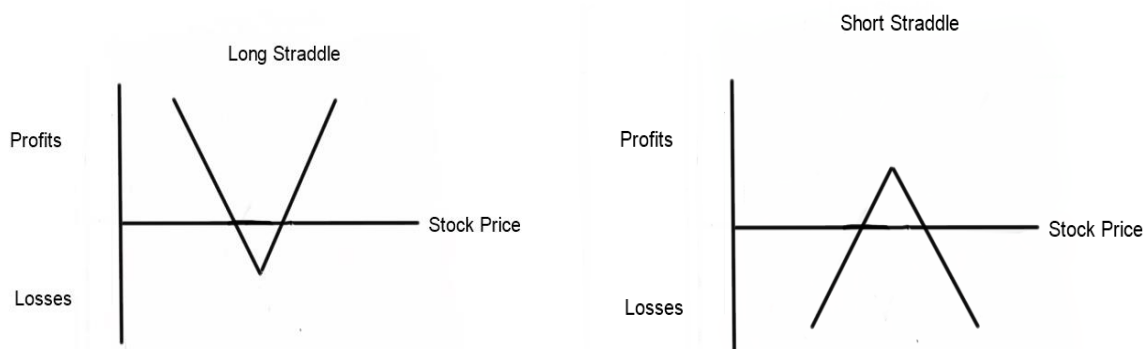 Long Straddle
Profits
Stock Price
Losses
Short Straddle
Profits
Stock Price
Losses